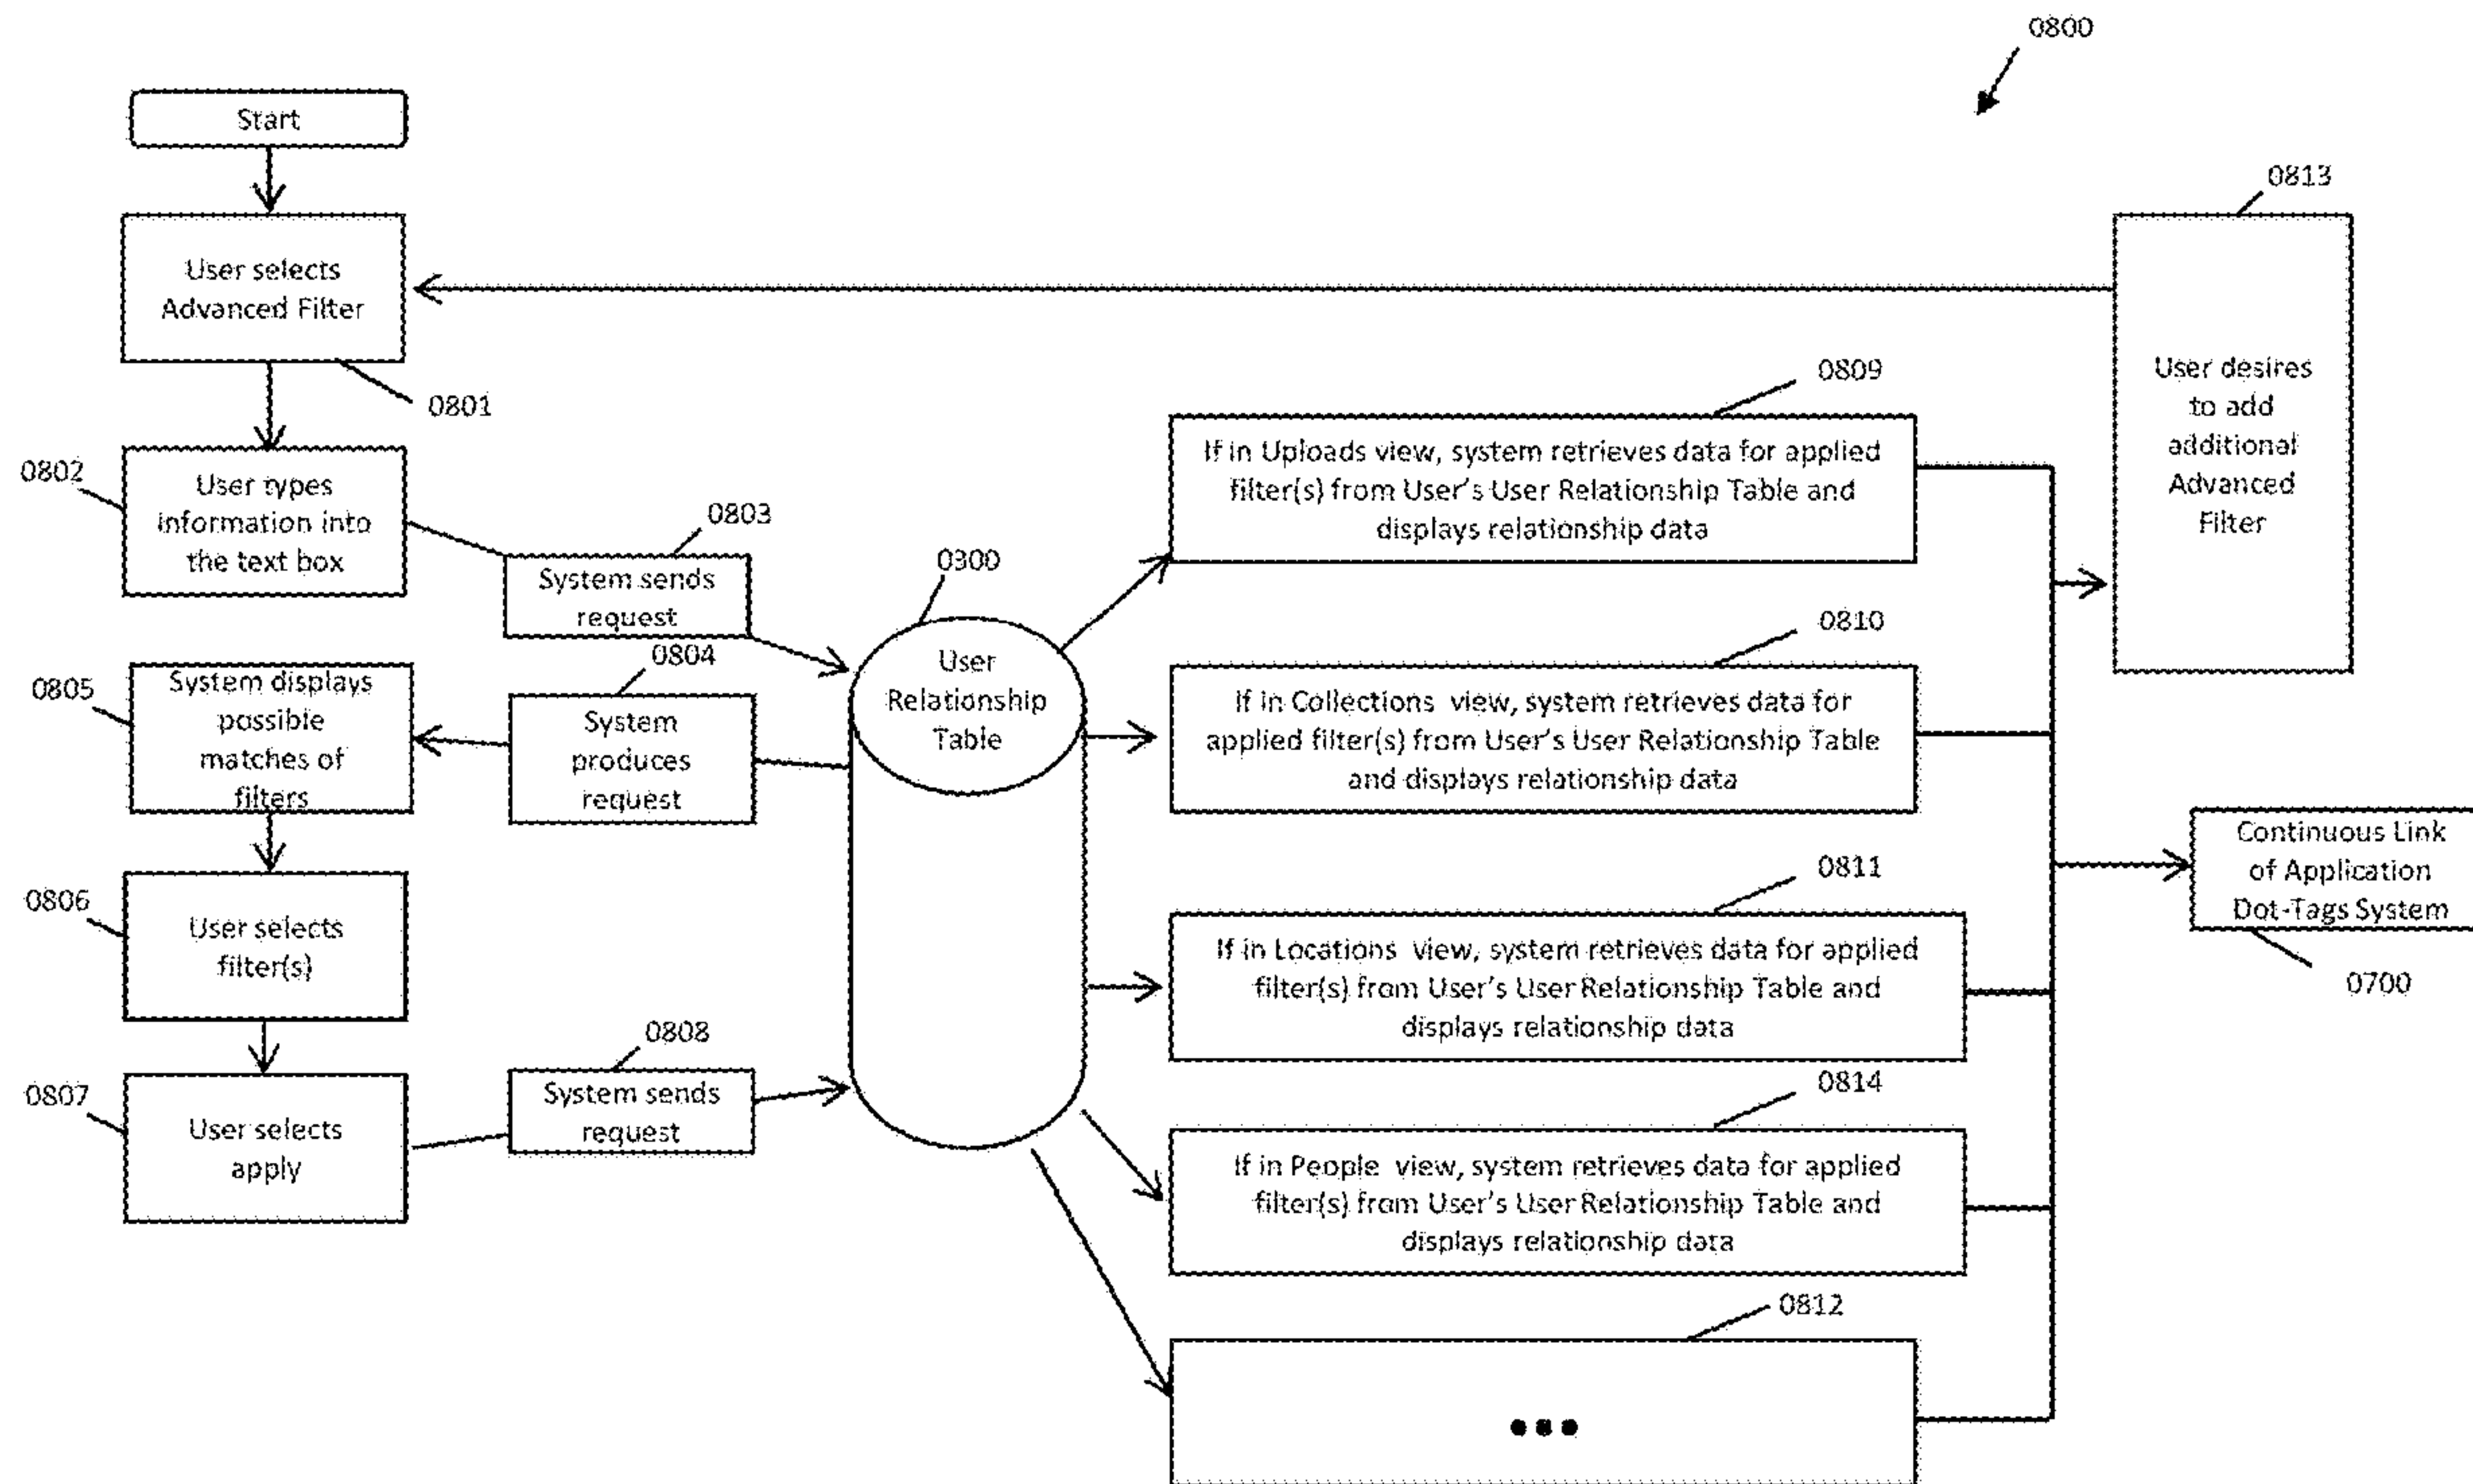 0800
Start
User selects
Advanced Filter
0801
0802
User types
information into
the text box
0803
System sends
request
0804
System
produces
request
0805
System displays
possible
matches of
filters
0806
User selects
filter(s)
0807
User selects
apply
0808
System sends
request
0300
User
Relationship
Table
0809
If in Uploads view, system retrieves data for applied
filter(s) from User's User Relationship Table and
displays relationship data
0810
If in Collections view, system retrieves data for
applied filter(s) from User's User Relationship Table
and displays relationship data
0811
If in Locations view, system retrieves data for applied
filter(s) from User's User Relationship Table and
displays relationship data
0814
If in People view, system retrieves data for applied
filter(s) from User's User Relationship Table and
displays relationship data
0812
•••
0813
User desires
to add
additional
Advanced
Filter
Continuous Link
of Application
Dot-Tags System
0700